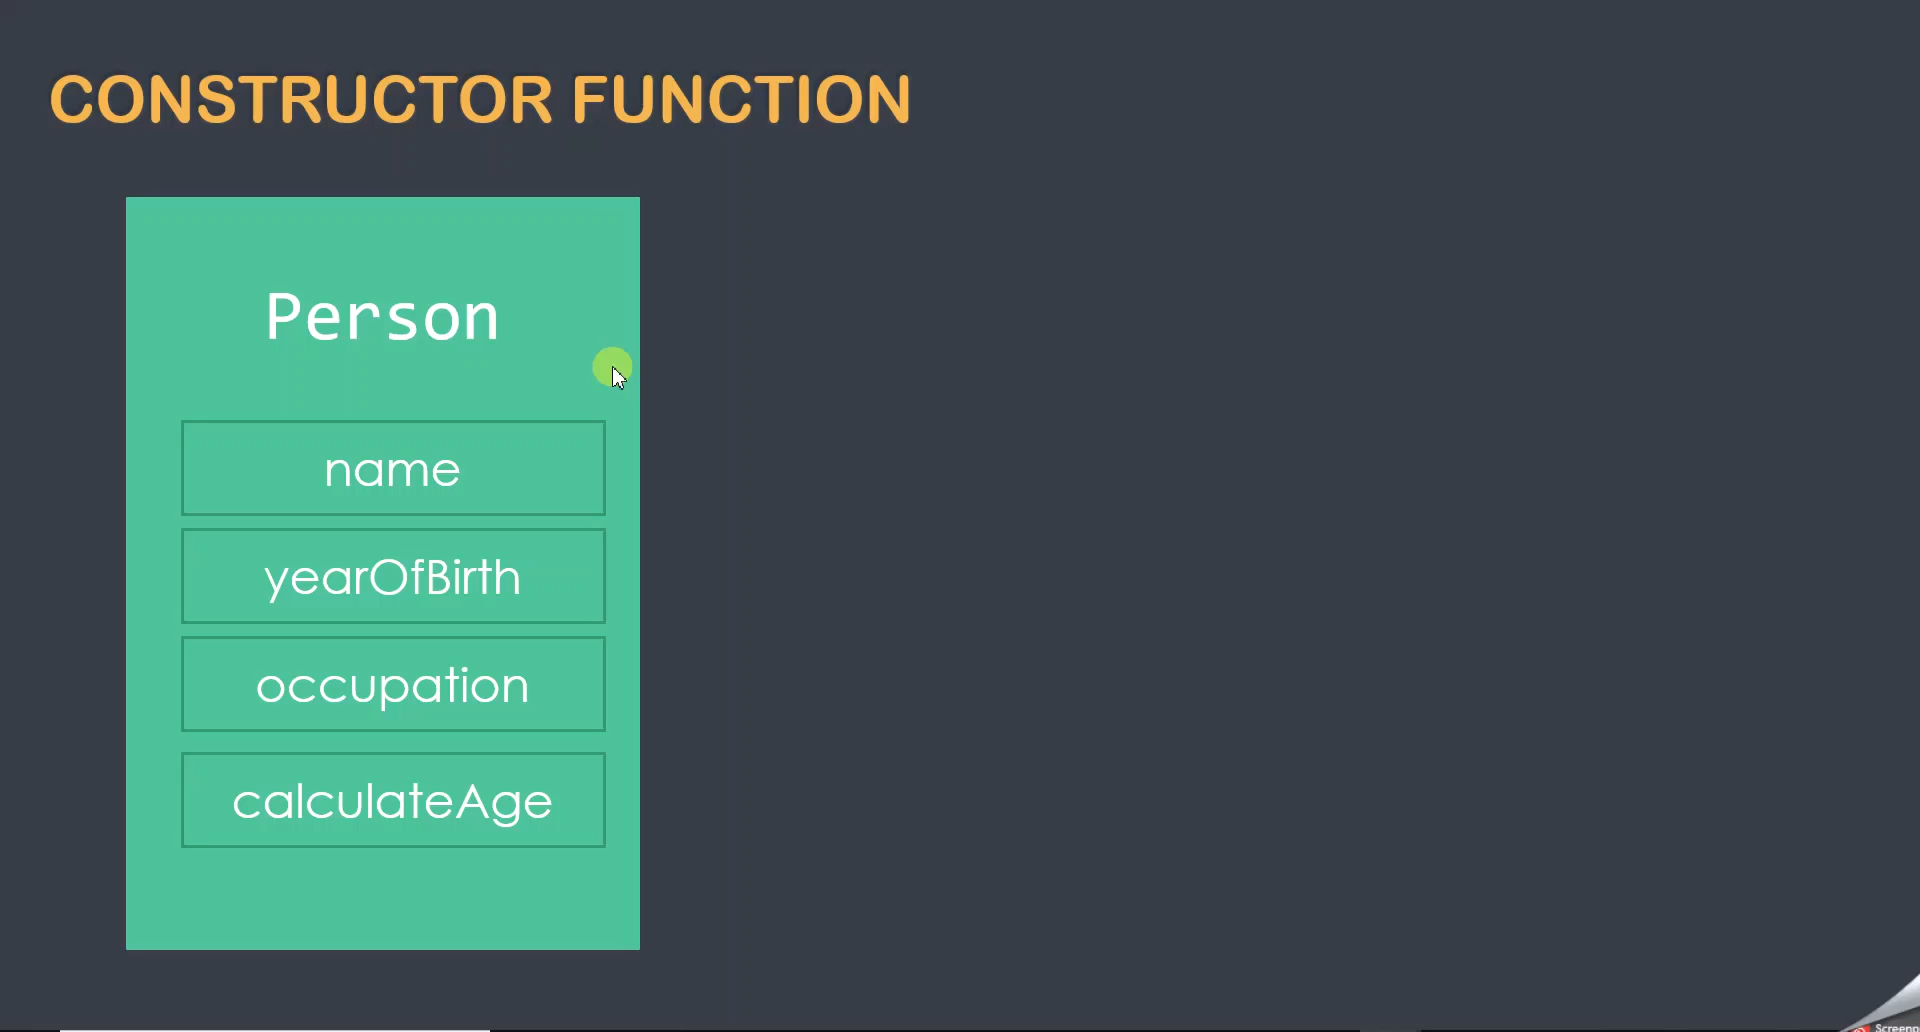 CONSTRUCTOR FUNCTION
Person
name
yearOfBirth
occupation
calculateAge